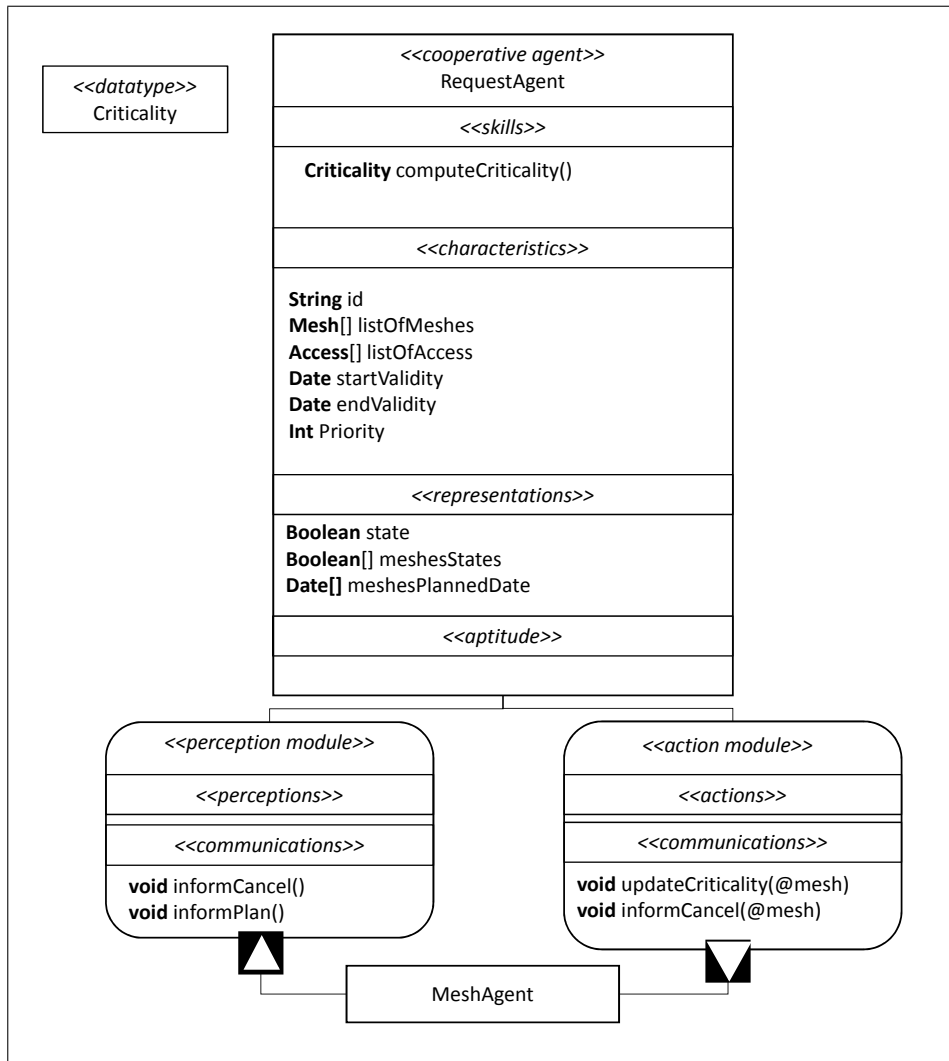 <<cooperative agent>>
RequestAgent
<<datatype>>
Criticality
<<skills>>
Criticality computeCriticality()
<<characteristics>>
String id
Mesh[] listOfMeshes
Access[] listOfAccess
Date startValidity
Date endValidity
Int Priority
<<representations>>
Boolean state
Boolean[] meshesStates
Date[] meshesPlannedDate
<<aptitude>>
<<perception module>>
<<perceptions>>
<<communications>>
void informCancel()
void informPlan()
<<action module>>
<<actions>>
<<communications>>
void updateCriticality(@mesh)
void informCancel(@mesh)
MeshAgent